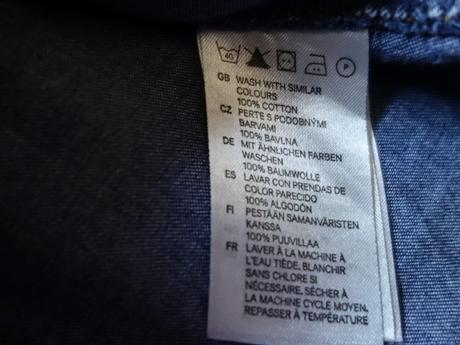 40
P
GB WASH WITH SIMILAR
COLOURS
100% COTTON
CZ PERTE S PODOBNÝMI
BARVAMI
100% BAVLNA
DE MIT ÄHNLICHEN FARBEN
WASCHEN
100% BAUMWOLLE
ES LAVAR CON PRENDAS DE
COLOR PARECIDO
100% ALGODÓN
FI PESTÄÄN SAMANVÄRISTEN
KANSSA
100% PUUVILLAA
FR LAVER À LA MACHINE À
L'EAU TIÈDE, BLANCHIR
SANS CHLORE SI
NÉCESSAIRE, SÉCHER À
LA MACHINE CYCLE MOYEN,
REPASSER À TEMPÉRATURE